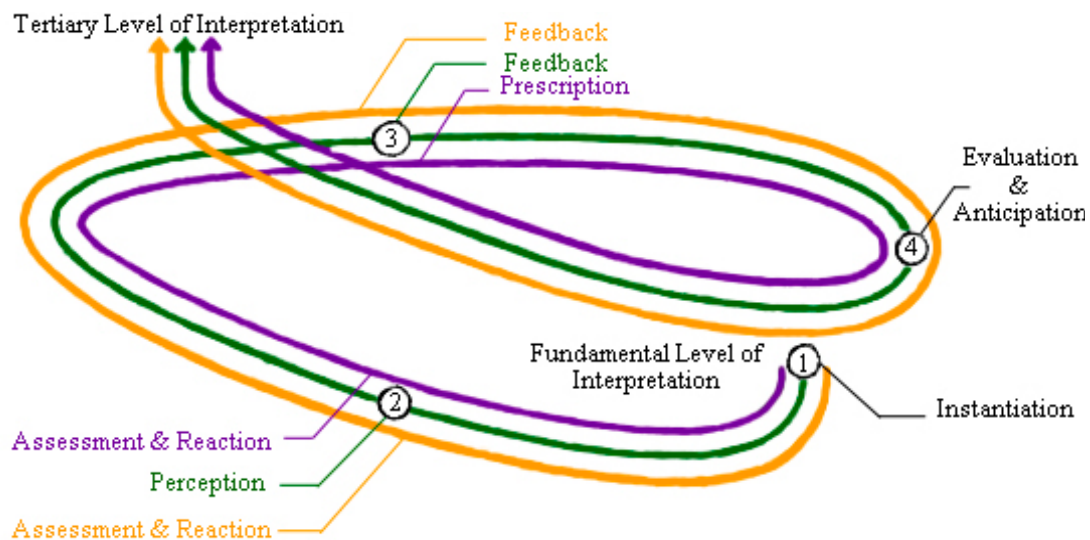 Tertiary Level of Interpretation
Feedback
Feedback
Prescription
3
Evaluation
&
Anticipation
4
Fundamental Level of
Interpretation
1
Instantiation
2
Assessment & Reaction
Perception
Assessment & Reaction